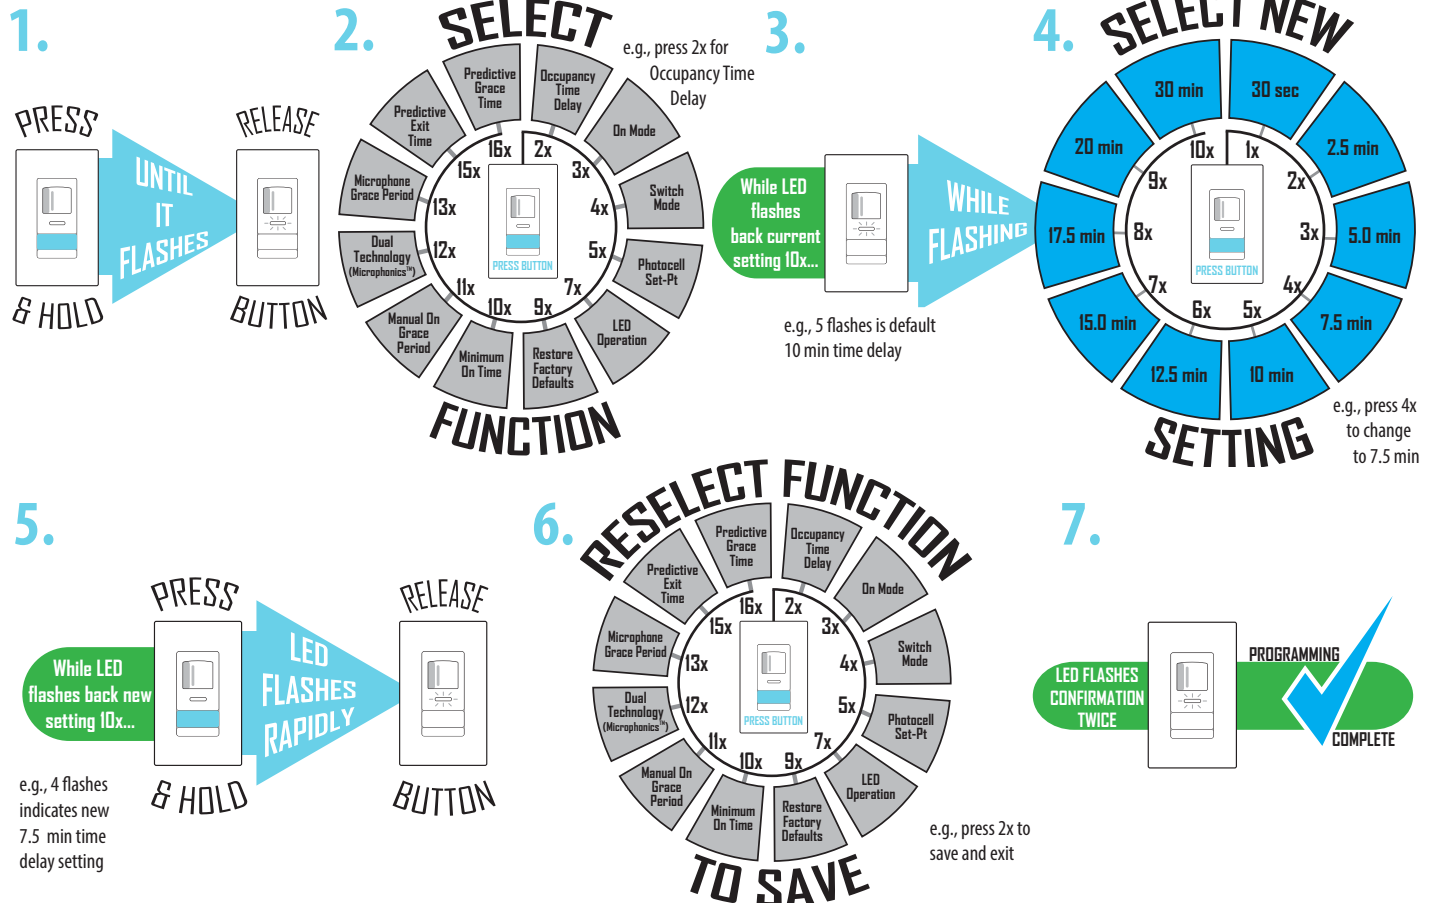 1.
PRESS
& HOLD
UNTIL
IT
FLASHES
RELEASE
BUTTON
2.
SELECT
FUNCTION
e.g., press 2x for
Occupancy Time
Delay
Occupancy
Time
Delay
2x
On Mode
3x
Switch
Mode
4x
Photocell
Set-Pt
5x
LED
Operation
7x
Restore
Factory
Defaults
9x
Minimum
On Time
10x
Manual On
Grace
Period
11x
Dual
Technology
(Microphonics™)
12x
Microphone
Grace Period
13x
Predictive
Exit
Time
15x
Predictive
Grace
Time
16x
PRESS BUTTON
3.
While LED
flashes
back current
setting 10x...
e.g., 5 flashes is default
10 min time delay
WHILE
FLASHING
4.
SELECT NEW
SETTING
30 sec
1x
2.5 min
2x
5.0 min
3x
7.5 min
4x
10 min
5x
12.5 min
6x
15.0 min
7x
17.5 min
8x
20 min
9x
30 min
10x
PRESS BUTTON
e.g., press 4x
to change
to 7.5 min
5.
While LED
flashes back new
setting 10x...
e.g., 4 flashes
indicates new
7.5 min time
delay setting
PRESS
& HOLD
LED
FLASHES
RAPIDLY
RELEASE
BUTTON
6.
RESELECT FUNCTION
TO SAVE
Occupancy
Time
Delay
2x
On Mode
3x
Switch
Mode
4x
Photocell
Set-Pt
5x
LED
Operation
7x
Restore
Factory
Defaults
9x
Minimum
On Time
10x
Manual On
Grace
Period
11x
Dual
Technology
(Microphonics™)
12x
Microphone
Grace Period
13x
Predictive
Exit
Time
15x
Predictive
Grace
Time
16x
PRESS BUTTON
e.g., press 2x to
save and exit
7.
LED FLASHES
CONFIRMATION
TWICE
PROGRAMMING
COMPLETE